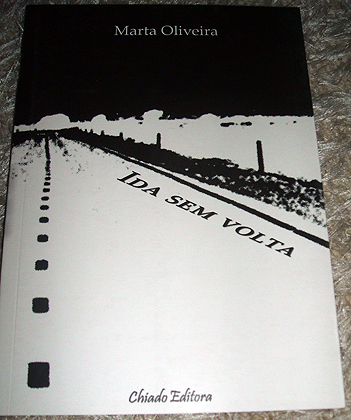 Marta Oliveira
IDA SEM VOLTA
Chiado Editora